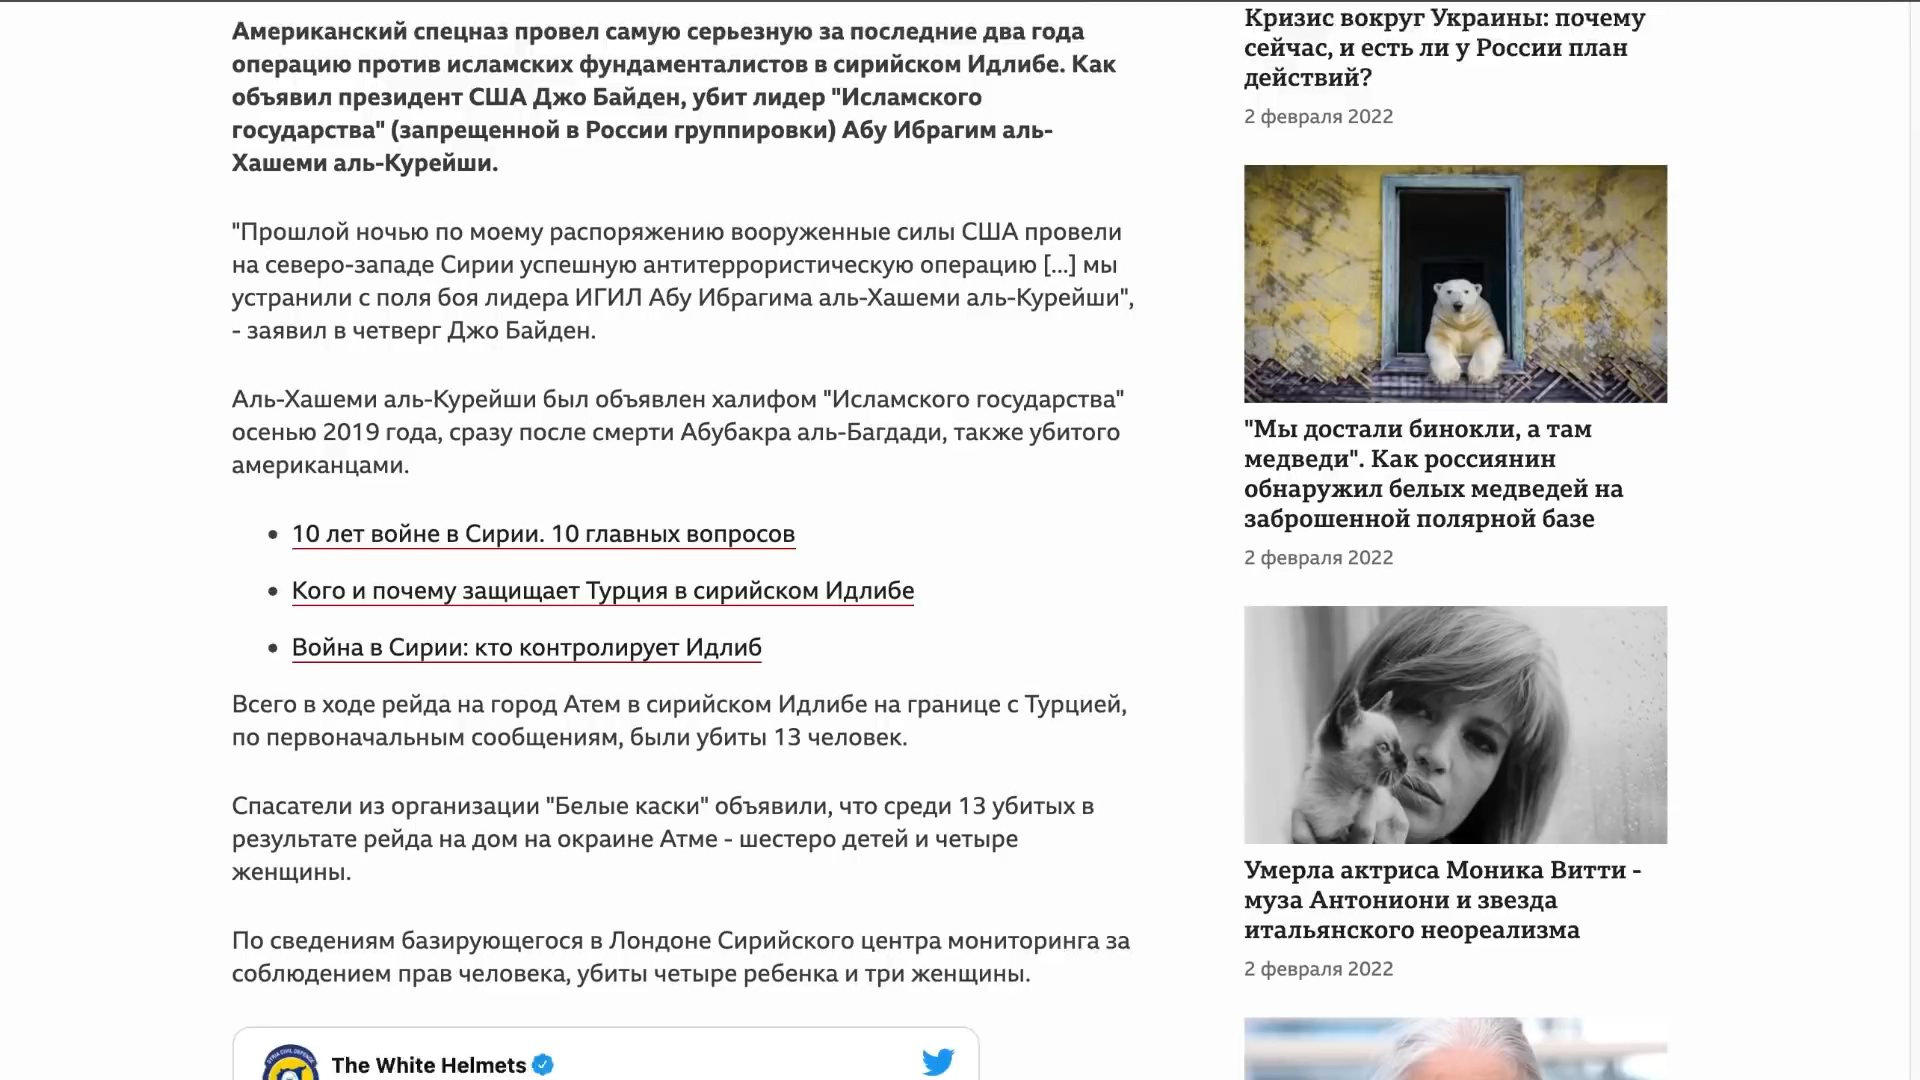 Американский спецназ провел самую серьезную за последние два года
операцию против исламских фундаменталистов в сирийском Идлибе. Как
объявил президент США Джо Байден, убит лидер "Исламского
государства" (запрещенной в России группировки) Абу Ибрагим аль-
Хашеми аль-Курейши.
"Прошлой ночью по моему распоряжению вооруженные силы США провели
на северо-западе Сирии успешную антитеррористическую операцию [...] мы
устранили с поля боя лидера ИГИЛ Абу Ибрагима аль-Хашеми аль-Курейши",
- заявил в четверг Джо Байден.
Аль-Хашеми аль-Курейши был объявлен халифом "Исламского государства"
осенью 2019 года, сразу после смерти Абубакра аль-Багдади, также убитого
американцами.
• 10 лет войне в Сирии. 10 главных вопросов
• Кого и почему защищает Турция в сирийском Идлибе
• Война в Сирии: кто контролирует Идлиб
Всего в ходе рейда на город Атем в сирийском Идлибе на границе с Турцией,
по первоначальным сообщениям, были убиты 13 человек.
Спасатели из организации "Белые каски" объявили, что среди 13 убитых в
результате рейда на дом на окраине Атме - шестеро детей и четыре
женщины.
По сведениям базирующегося в Лондоне Сирийского центра мониторинга за
соблюдением прав человека, убиты четыре ребенка и три женщины.
The White Helmets
Кризис вокруг Украины: почему
сейчас, и есть ли у России план
действий?
2 февраля 2022
"Мы достали бинокли, а там
медведи". Как россиянин
обнаружил белых медведей на
заброшенной полярной базе
2 февраля 2022
Умерла актриса Моника Витти -
муза Антониони и звезда
итальянского неореализма
2 февраля 2022